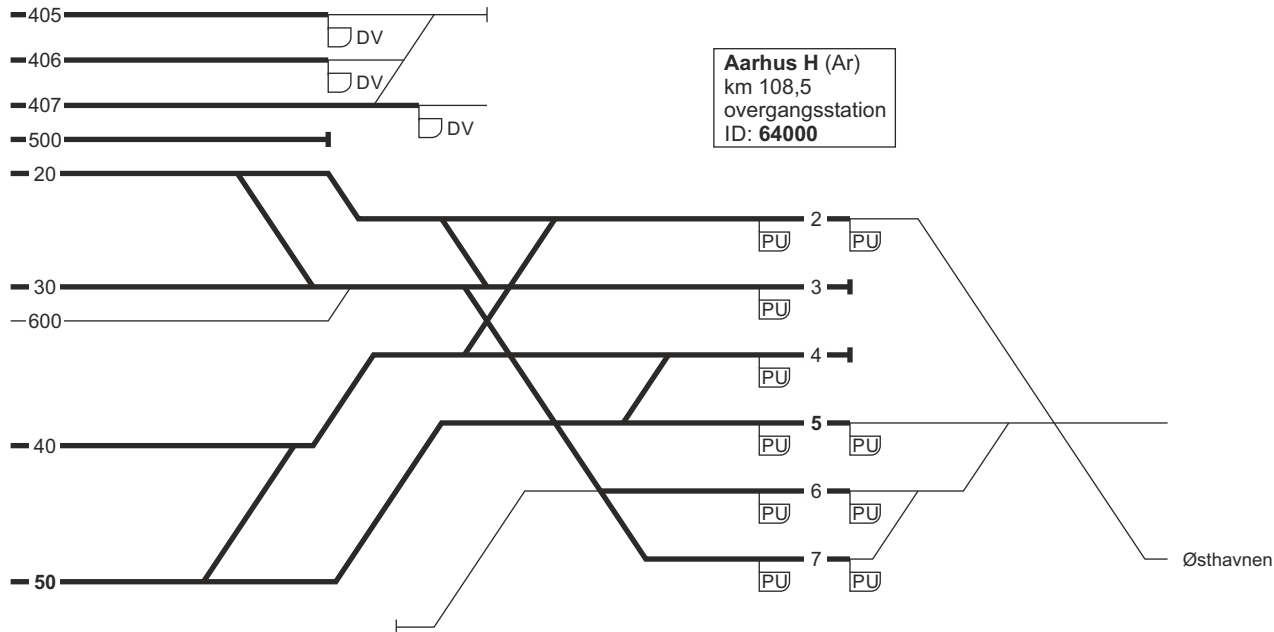 405
DV
406
DV
407
DV
500
20
Aarhus H (Ar)
km 108,5
overgangsstation
ID: 64000
2
PU PU
30 3
PU
600
4
PU
5
40
PU PU
6
PU PU
7 Østhavnen
50
PU PU